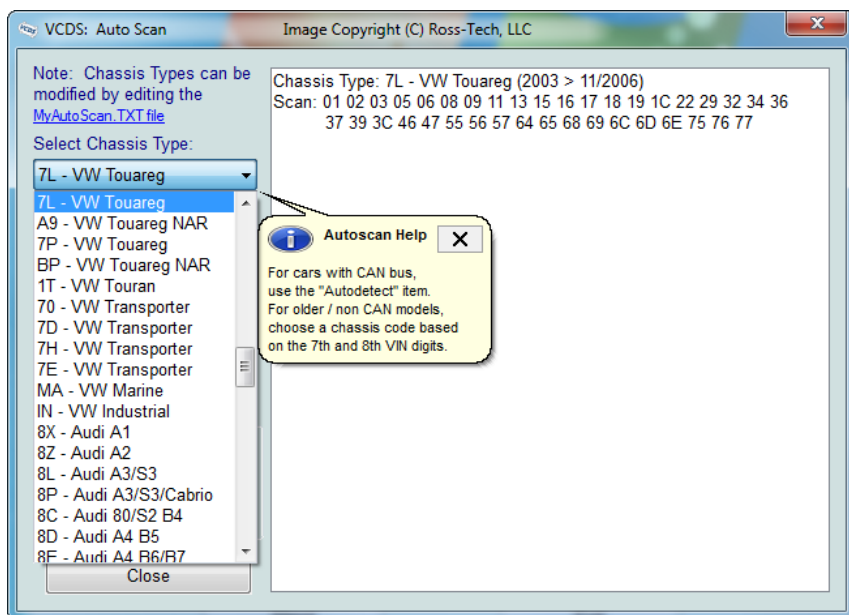 VCDS: Auto Scan
Image Copyright (C) Ross-Tech, LLC
Note: Chassis Types can be
modified by editing the
MyAutoScan.TXT file
Select Chassis Type:
7L - VW Touareg
7L - VW Touareg
A9 - VW Touareg NAR
7P - VW Touareg
BP - VW Touareg NAR
1T - VW Touran
70 - VW Transporter
7D - VW Transporter
7H - VW Transporter
7E - VW Transporter
MA - VW Marine
IN - VW Industrial
8X - Audi A1
8Z - Audi A2
8L - Audi A3/S3
8P - Audi A3/S3/Cabrio
8C - Audi 80/S2 B4
8D - Audi A4 B5
8E - Audi A4 B6/B7
Close
Chassis Type: 7L - VW Touareg (2003 > 11/2006)
Scan: 01 02 03 05 06 08 09 11 13 15 16 17 18 19 1C 22 29 32 34 36
37 39 3C 46 47 55 56 57 64 65 68 69 6C 6D 6E 75 76 77
Autoscan Help
For cars with CAN bus,
use the "Autodetect" item.
For older / non CAN models,
choose a chassis code based
on the 7th and 8th VIN digits.